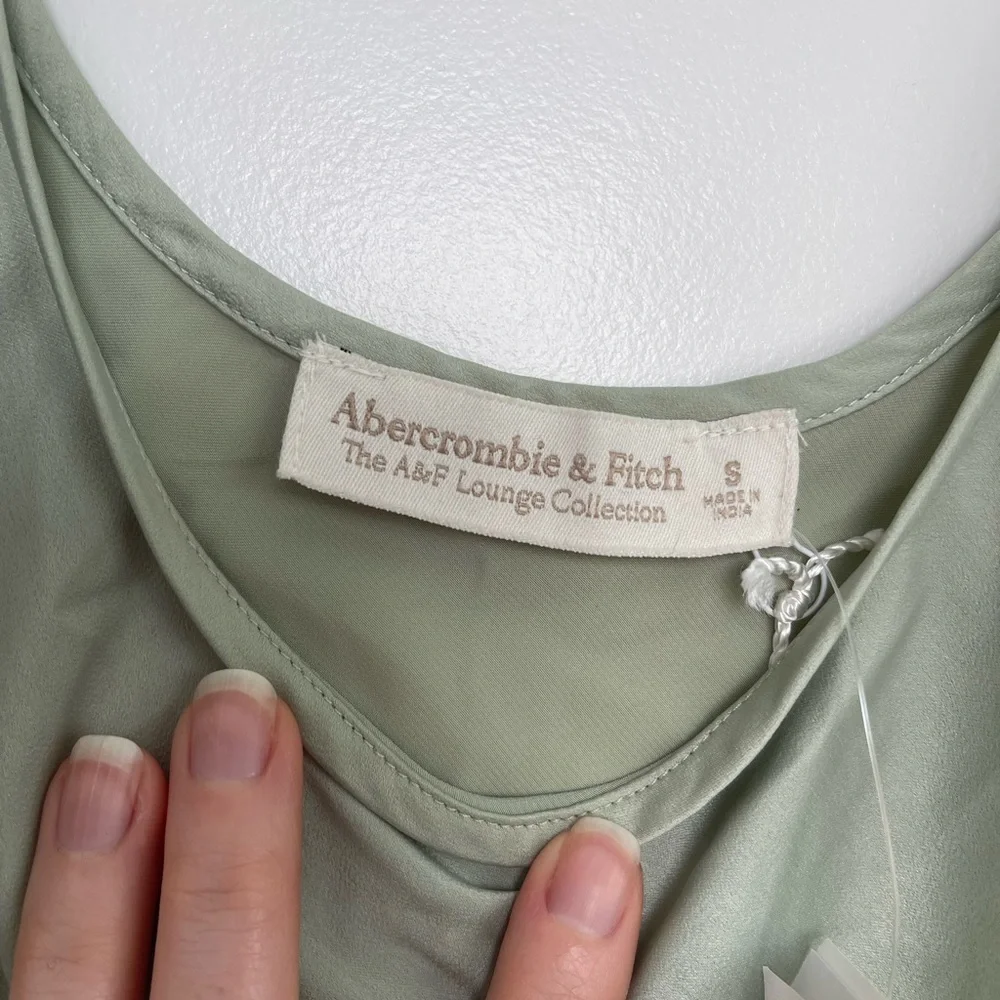 Abercrombie & Fitch
The A&F Lounge Collection
S
MADE IN
INDIA